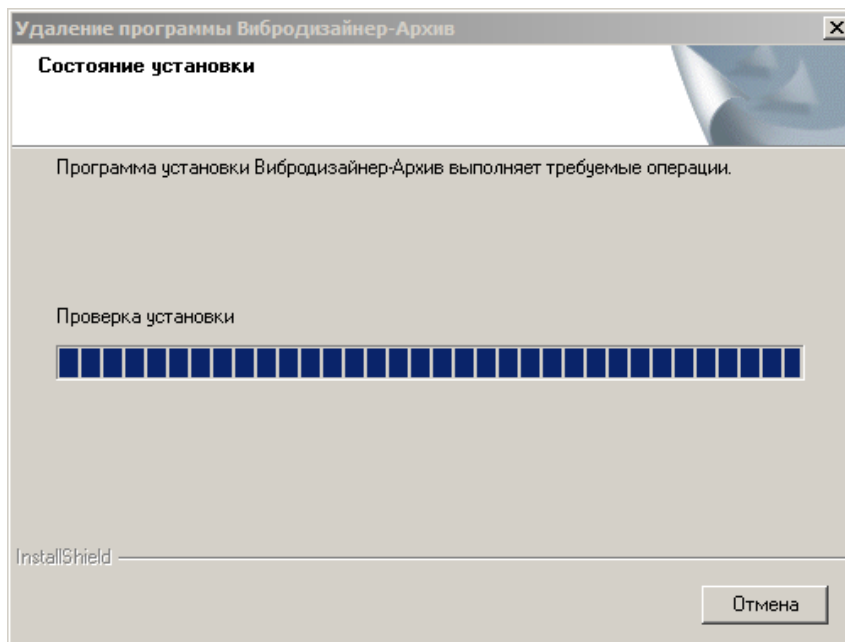 Удаление программы Вибродизайнер-Архив
Состояние установки
Программа установки Вибродизайнер-Архив выполняет требуемые операции.
Проверка установки
InstallShield
Отмена